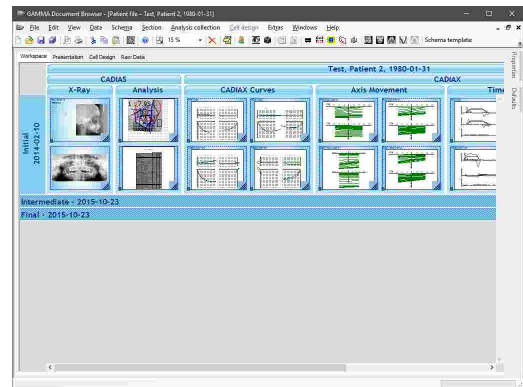 GAMMA Document Browser - [Patient file - Test, Patient 2, 1980-01-31]
File Edit View Data Schema Section Analysis collection Cell design Extras Windows Help
15 % Schema template:
Workspace Presentation Cell Design Raw Data
Properties
Defaults
Test, Patient 2, 1980-01-31
CADIAS CADIAX
X-Ray Analysis CADIAX Curves Axis Movement Time
Initial
2014-02-10
Intermediate - 2015-10-23
Final - 2015-10-23